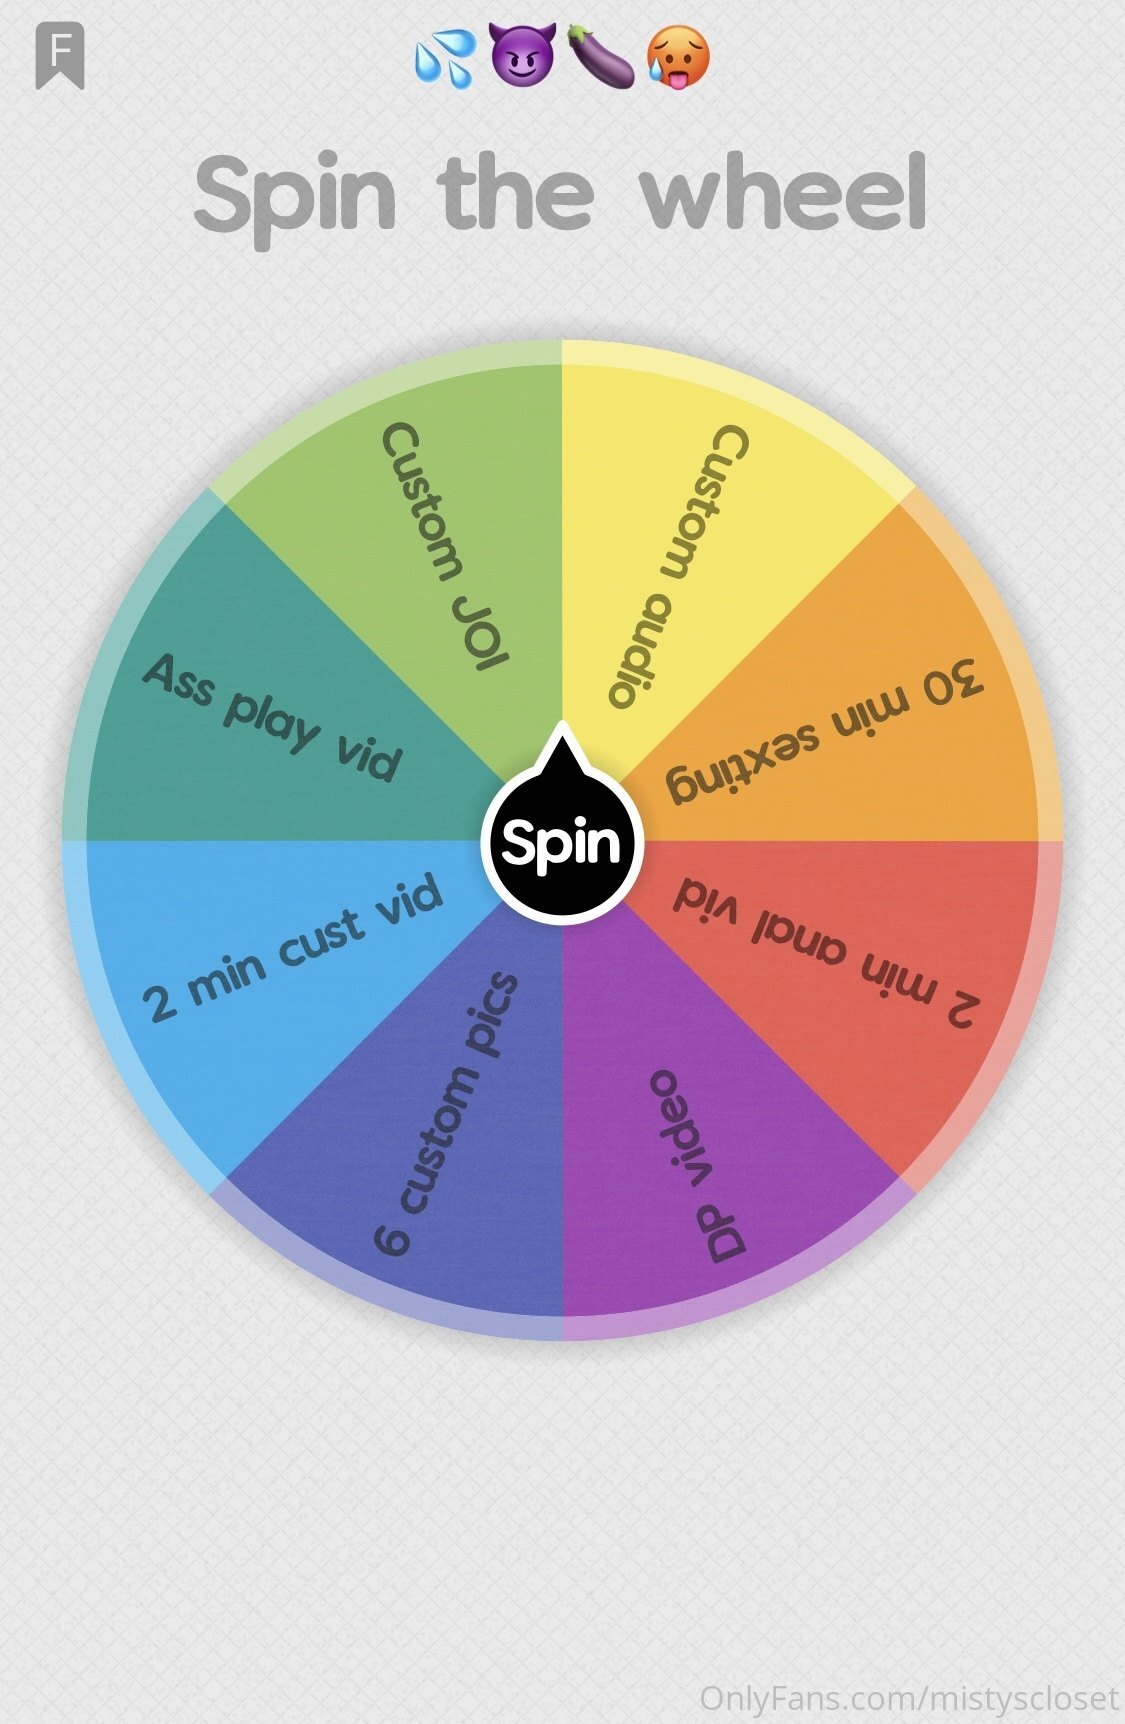 F
💦😈🍆🥵
Spin the wheel
Custom audio
30 min sexting
2 min anal vid
DP video
6 custom pics
2 min cust vid
Ass play vid
Custom JOI
Spin
OnlyFans.com/mistyscloset